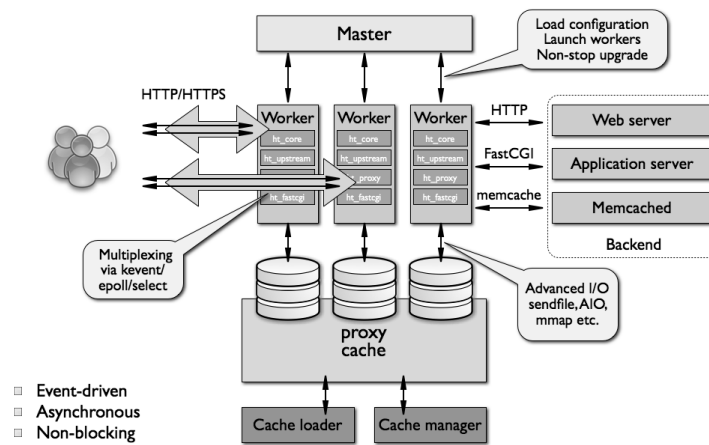 Master
Load configuration
Launch workers
Non-stop upgrade
HTTP/HTTPS
Worker
ht_core
ht_upstream
ht_fastcgi
Worker
ht_core
ht_upstream
ht_proxy
ht_fastcgi
Worker
ht_core
ht_upstream
ht_proxy
ht_fastcgi
HTTP
FastCGI
memcache
Web server
Application server
Memcached
Backend
Multiplexing
via kevent/
epoll/select
Advanced I/O
sendfile, AIO,
mmap etc.
proxy
cache
Cache loader
Cache manager
Event-driven
Asynchronous
Non-blocking